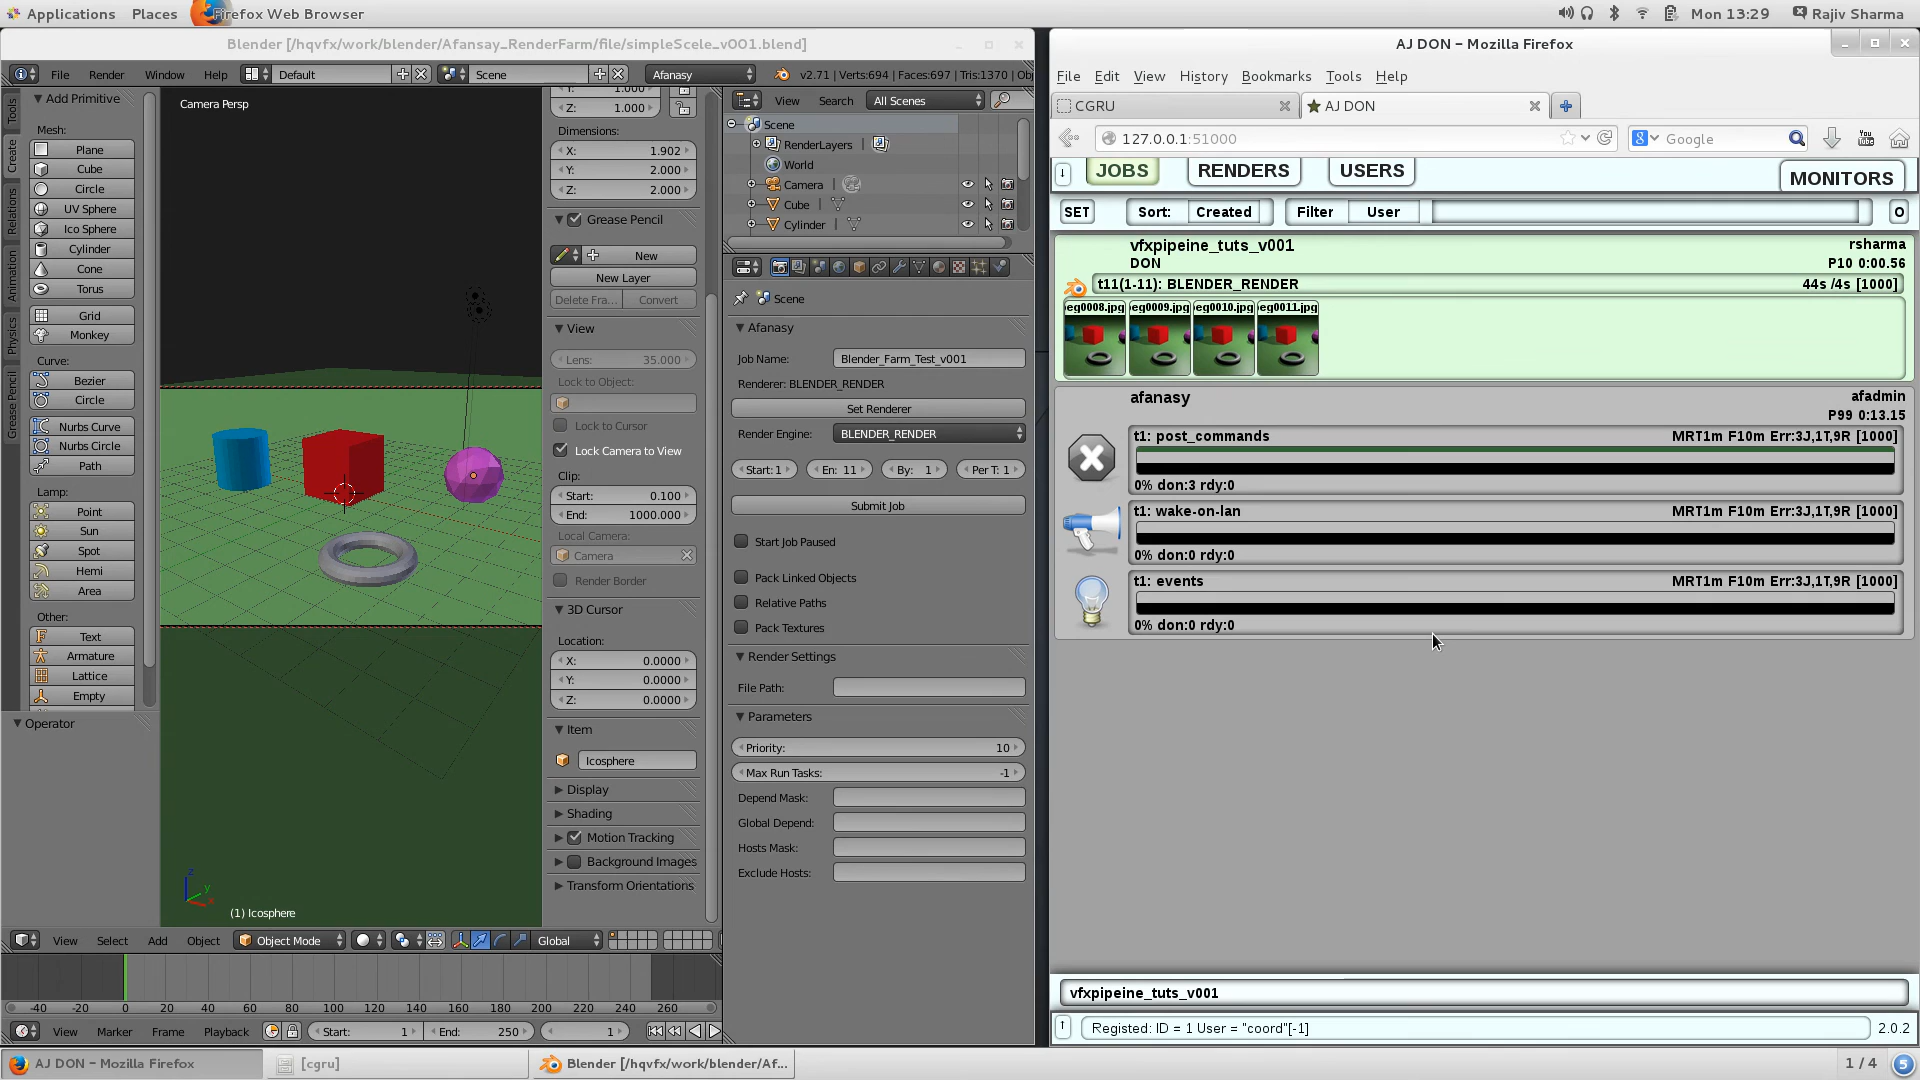 Applications Places Firefox Web Browser Mon 13:29 Rajiv Sharma
Blender [/hqvfx/work/blender/Afansay_RenderFarm/file/simpleScele_v001.blend]
File Render Window Help Default Scene Afanasy v2.71 | Verts:694 | Faces:697 | Tris:1370 | Obj
Tools
Create
Relations
Animation
Physics
Grease Pencil
Add Primitive
Mesh:
Plane
Cube
Circle
UV Sphere
Ico Sphere
Cylinder
Cone
Torus
Grid
Monkey
Curve:
Bezier
Circle
Nurbs Curve
Nurbs Circle
Path
Lamp:
Point
Sun
Spot
Hemi
Area
Other:
Text
Armature
Lattice
Empty
Operator
Camera Persp
(1) Icosphere
z
y
x
Y: 1.000
Z: 1.000
Dimensions:
X: 1.902
Y: 2.000
Z: 2.000
Grease Pencil
New
New Layer
Delete Fra... Convert
View
Lens: 35.000
Lock to Object:
Lock to Cursor
Lock Camera to View
Clip:
Start: 0.100
End: 1000.000
Local Camera:
Camera
Render Border
3D Cursor
Location:
X: 0.0000
Y: 0.0000
Z: 0.0000
Item
Icosphere
Display
Shading
Motion Tracking
Background Images
Transform Orientations
View Search All Scenes
Scene
RenderLayers
World
Camera
Cube
Cylinder
Scene
Afanasy
Job Name: Blender_Farm_Test_v001
Renderer: BLENDER_RENDER
Set Renderer
Render Engine: BLENDER_RENDER
Start: 1 En: 11 By: 1 Per T: 1
Submit Job
Start Job Paused
Pack Linked Objects
Relative Paths
Pack Textures
Render Settings
File Path:
Parameters
Priority: 10
Max Run Tasks: -1
Depend Mask:
Global Depend:
Hosts Mask:
Exclude Hosts:
View Select Add Object Object Mode Global
-40 -20 0 20 40 60 80 100 120 140 160 180 200 220 240 260
View Marker Frame Playback Start: 1 End: 250 1
AJ DON - Mozilla Firefox
File Edit View History Bookmarks Tools Help
CGRU AJ DON
127.0.0.1:51000 Google
↓ JOBS RENDERS USERS MONITORS
SET Sort: Created Filter User O
vfxpipeine_tuts_v001 rsharma
DON P10 0:00.56
t11(1-11): BLENDER_RENDER 44s /4s [1000]
eg0008.jpg eg0009.jpg eg0010.jpg eg0011.jpg
afanasy afadmin
P99 0:13.15
t1: post_commands MRT1m F10m Err:3J,1T,9R [1000]
0% don:3 rdy:0
t1: wake-on-lan MRT1m F10m Err:3J,1T,9R [1000]
0% don:0 rdy:0
t1: events MRT1m F10m Err:3J,1T,9R [1000]
0% don:0 rdy:0
vfxpipeine_tuts_v001
↑ Registed: ID = 1 User = "coord"[-1] 2.0.2
AJ DON - Mozilla Firefox [cgru] Blender [/hqvfx/work/blender/Af... 1 / 4 5